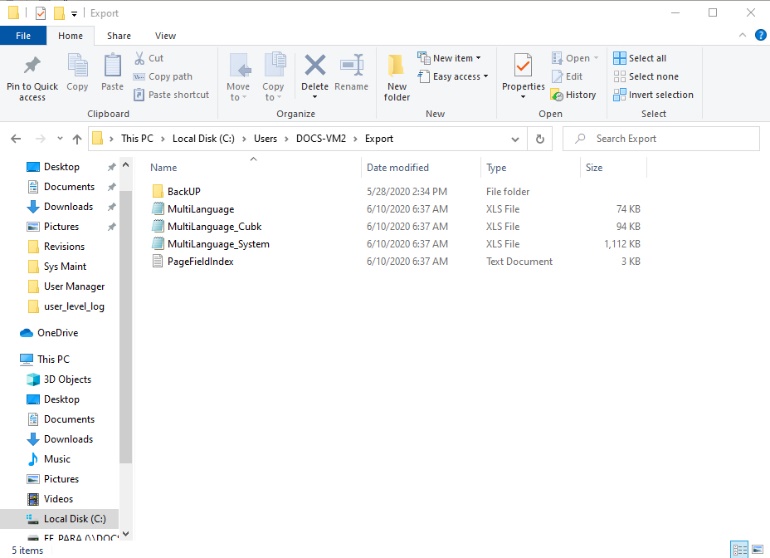 Export
File Home Share View
Pin to Quick access
Copy
Paste
Cut
Copy path
Paste shortcut
Clipboard
Move to
Copy to
Delete
Rename
Organize
New folder
New item
Easy access
New
Properties
Open
Edit
History
Open
Select all
Select none
Invert selection
Select
This PC > Local Disk (C:) > Users > DOCS-VM2 > Export
Search Export
Desktop
Documents
Downloads
Pictures
Revisions
Sys Maint
User Manager
user_level_log
OneDrive
This PC
3D Objects
Desktop
Documents
Downloads
Music
Pictures
Videos
Local Disk (C:)
Name Date modified Type Size
BackUP 5/28/2020 2:34 PM File folder
MultiLanguage 6/10/2020 6:37 AM XLS File 74 KB
MultiLanguage_Cubk 6/10/2020 6:37 AM XLS File 94 KB
MultiLanguage_System 6/10/2020 6:37 AM XLS File 1,112 KB
PageFieldIndex 6/10/2020 6:37 AM Text Document 3 KB
5 items